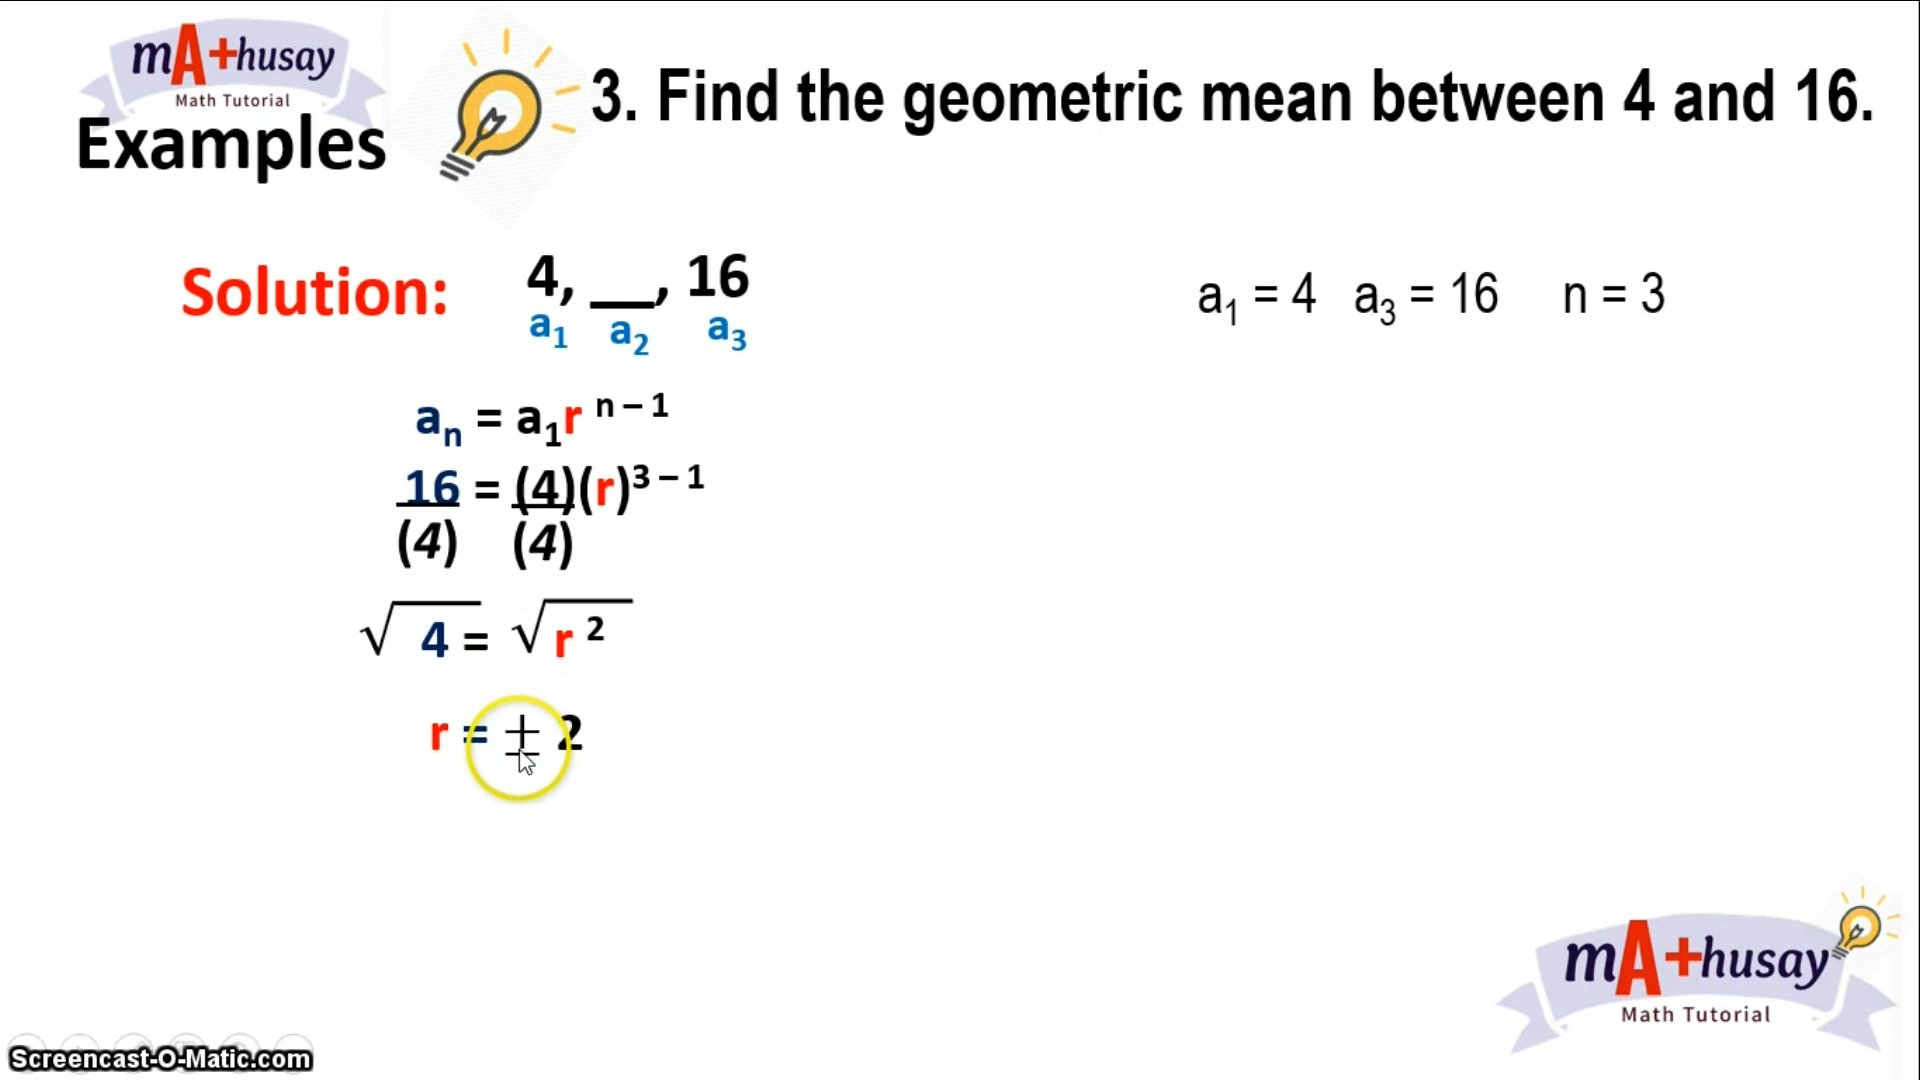 mA+husay
Math Tutorial
Examples
3. Find the geometric mean between 4 and 16.
Solution:
4, __, 16
a₁ a₂ a₃
a₁ = 4 a₃ = 16 n = 3
aₙ = a₁r ⁿ ⁻ ¹
16 = (4)(r)³ ⁻ ¹
(4) (4)
√4 = √r ²
r = ± 2
mA+husay
Math Tutorial
Screencast-O-Matic.com